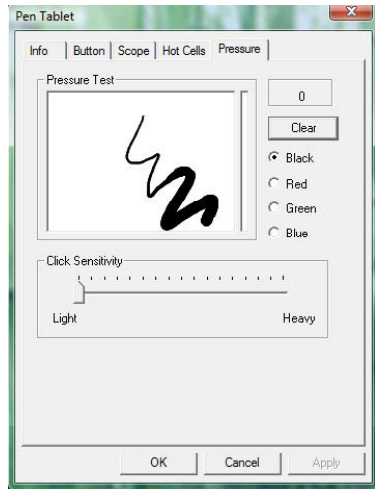 Pen Tablet
Info Button Scope Hot Cells Pressure
Pressure Test
0
Clear
Black
Red
Green
Blue
Click Sensitivity
Light Heavy
OK Cancel Apply